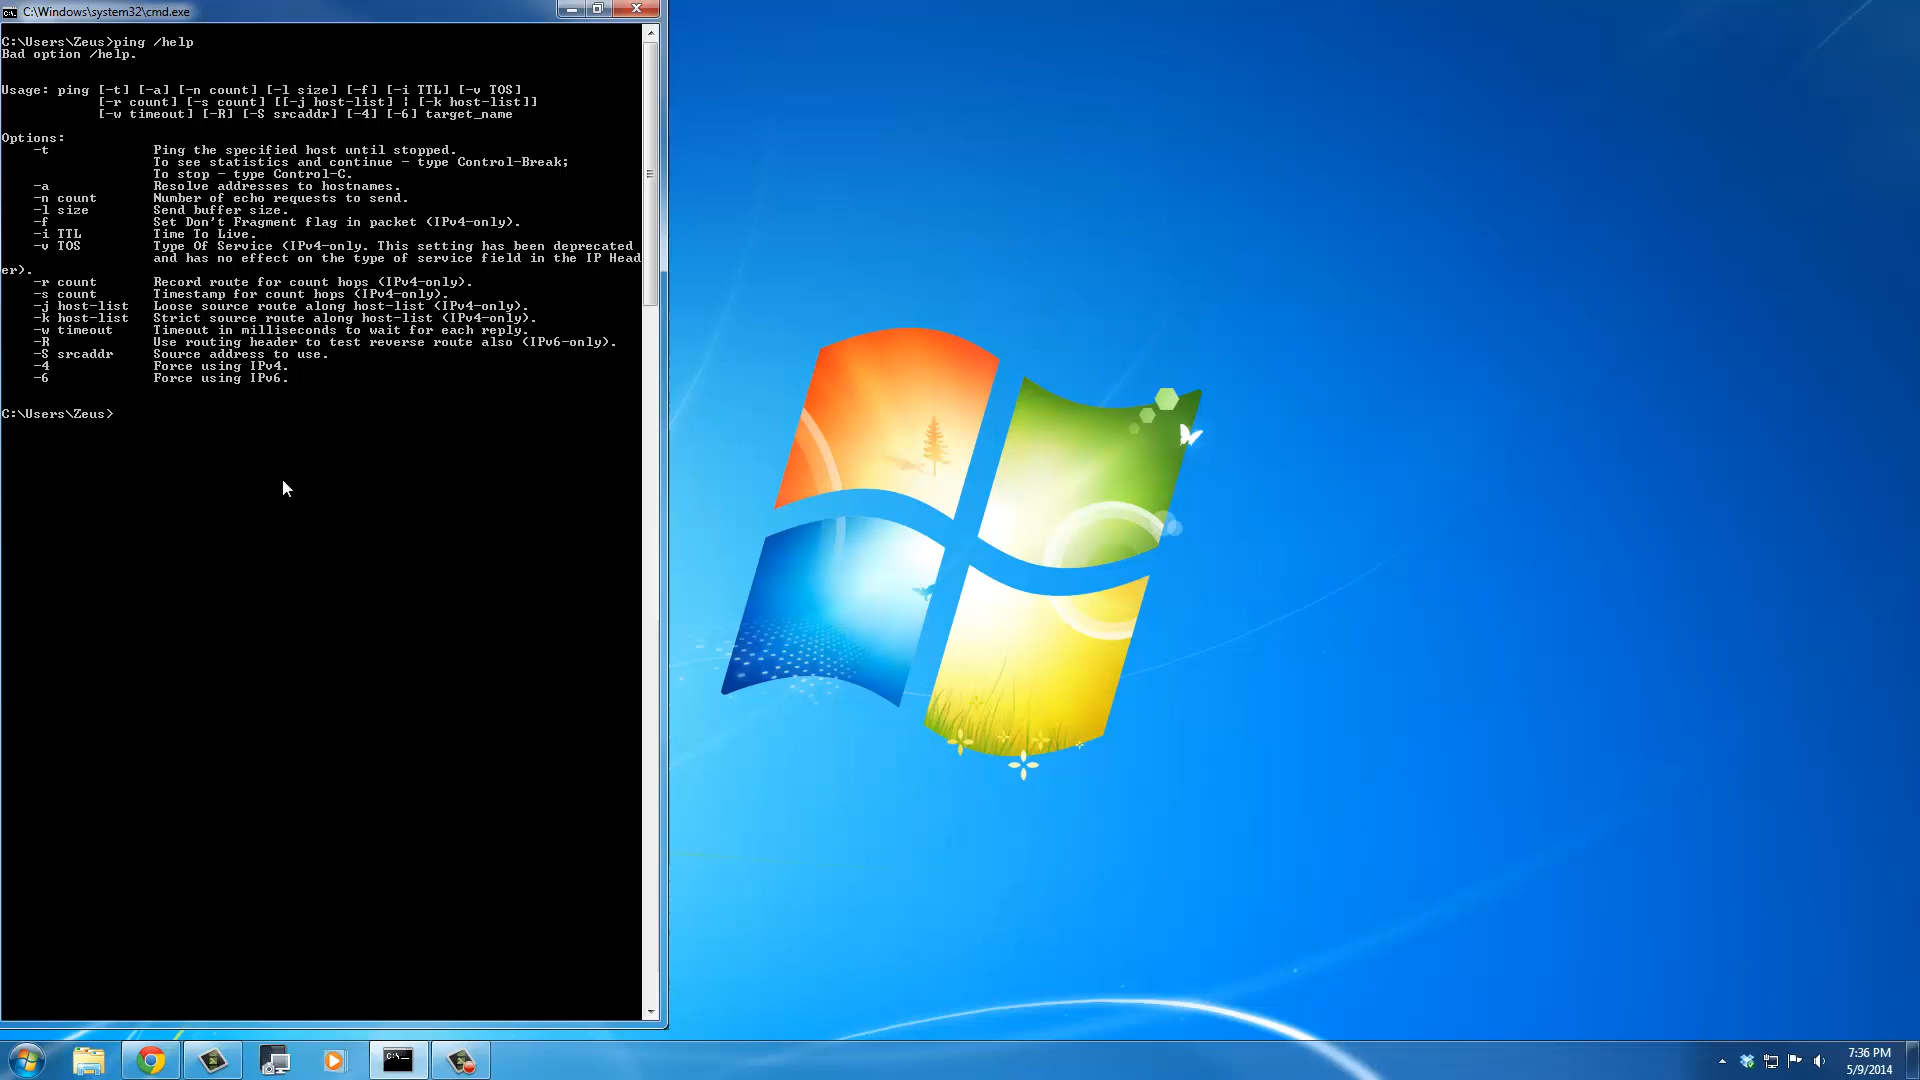 C:\Windows\system32\cmd.exe
C:\Users\Zeus>ping /help
Bad option /help.
Usage: ping [-t] [-a] [-n count] [-l size] [-f] [-i TTL] [-v TOS]
[-r count] [-s count] [[-j host-list] ¦ [-k host-list]]
[-w timeout] [-R] [-S srcaddr] [-4] [-6] target_name
Options:
-t Ping the specified host until stopped.
To see statistics and continue - type Control-Break;
To stop - type Control-C.
-a Resolve addresses to hostnames.
-n count Number of echo requests to send.
-l size Send buffer size.
-f Set Don't Fragment flag in packet (IPv4-only).
-i TTL Time To Live.
-v TOS Type Of Service (IPv4-only. This setting has been deprecated
and has no effect on the type of service field in the IP Head
er).
-r count Record route for count hops (IPv4-only).
-s count Timestamp for count hops (IPv4-only).
-j host-list Loose source route along host-list (IPv4-only).
-k host-list Strict source route along host-list (IPv4-only).
-w timeout Timeout in milliseconds to wait for each reply.
-R Use routing header to test reverse route also (IPv6-only).
-S srcaddr Source address to use.
-4 Force using IPv4.
-6 Force using IPv6.
C:\Users\Zeus>
7:36 PM
5/9/2014